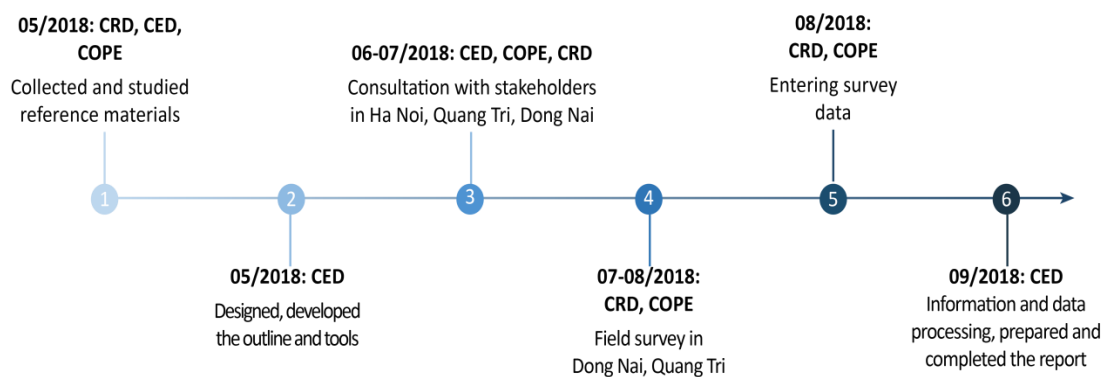 05/2018: CRD, CED,
COPE
Collected and studied
reference materials
1
2
05/2018: CED
Designed, developed
the outline and tools
06-07/2018: CED, COPE, CRD
Consultation with stakeholders
in Ha Noi, Quang Tri, Dong Nai
3
4
07-08/2018:
CRD, COPE
Field survey in
Dong Nai, Quang Tri
08/2018:
CRD, COPE
Entering survey
data
5
6
09/2018: CED
Information and data
processing, prepared and
completed the report